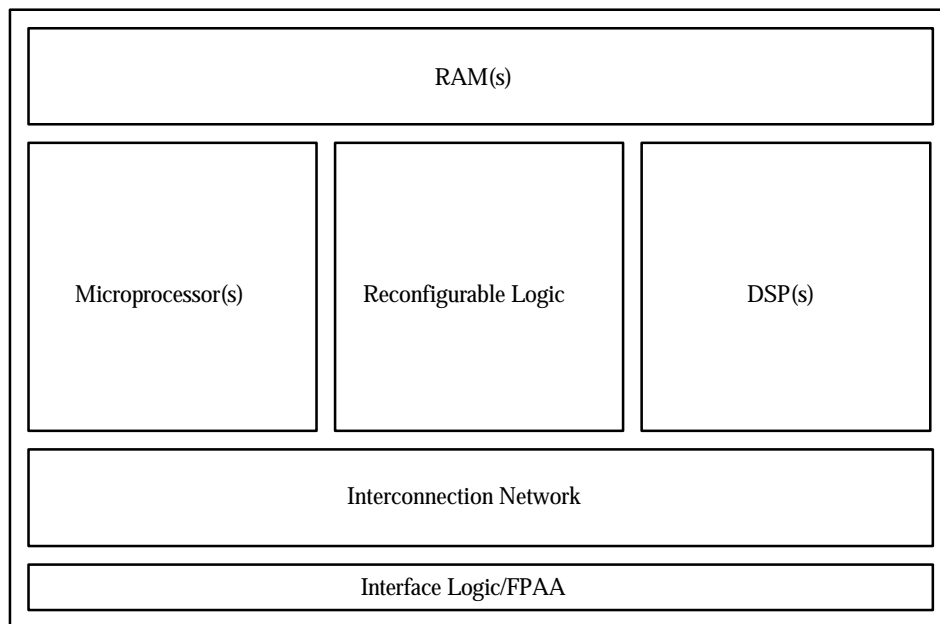 RAM(s)
Microprocessor(s)
Reconfigurable Logic
DSP(s)
Interconnection Network
Interface Logic/FPAA